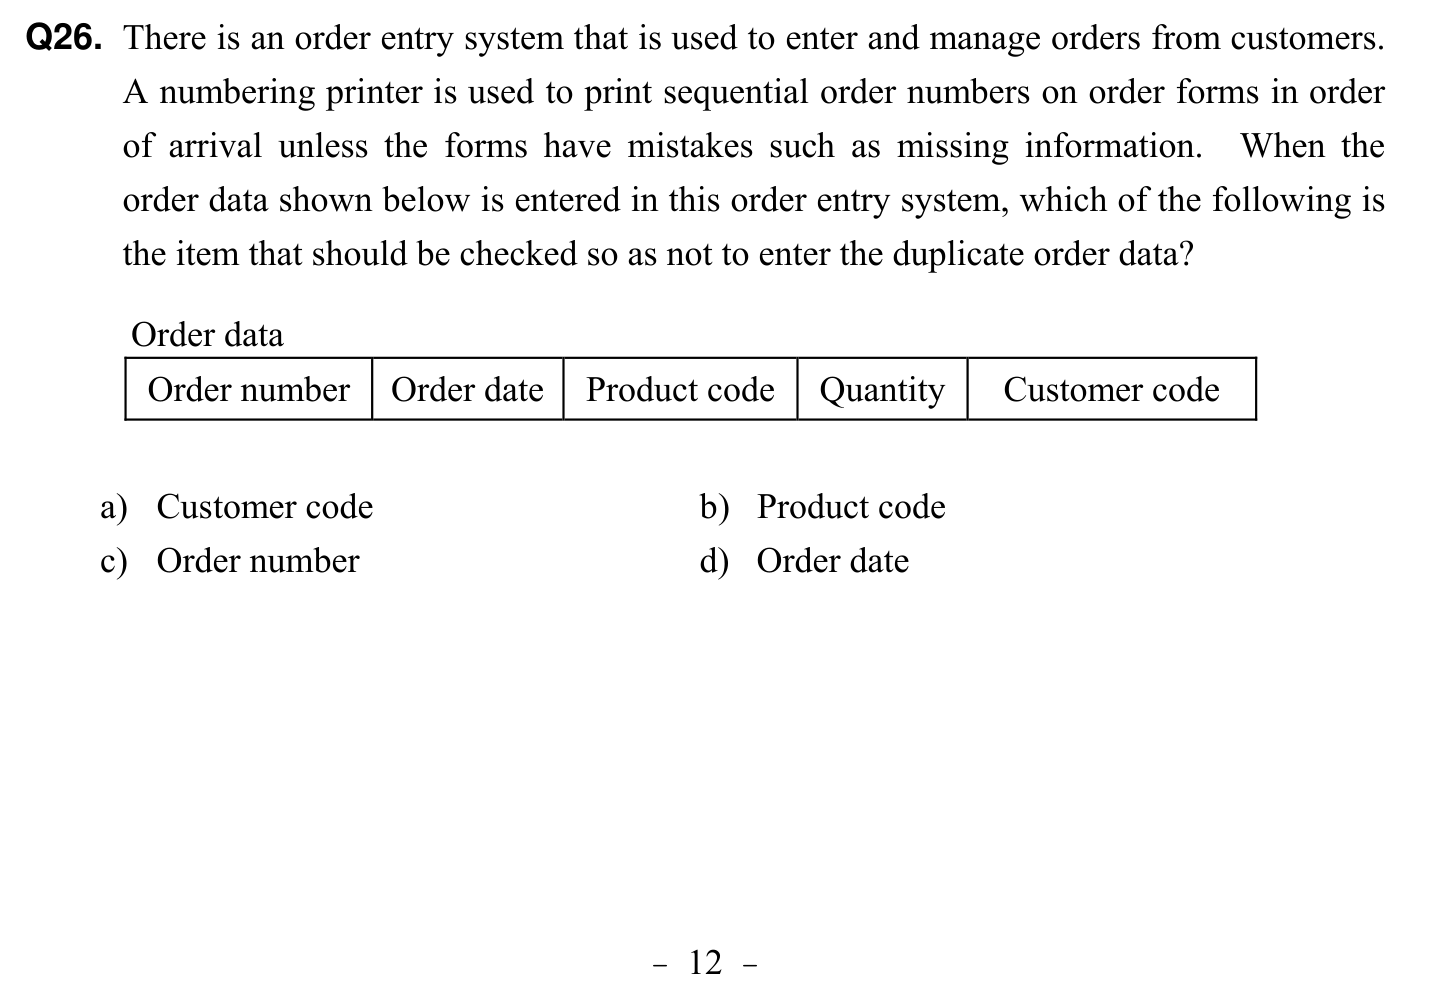 Q26. There is an order entry system that is used to enter and manage orders from customers.
A numbering printer is used to print sequential order numbers on order forms in order
of arrival unless the forms have mistakes such as missing information. When the
order data shown below is entered in this order entry system, which of the following is
the item that should be checked so as not to enter the duplicate order data?
Order data
Order number Order date Product code Quantity Customer code
a) Customer code b) Product code
c) Order number d) Order date
– 12 –